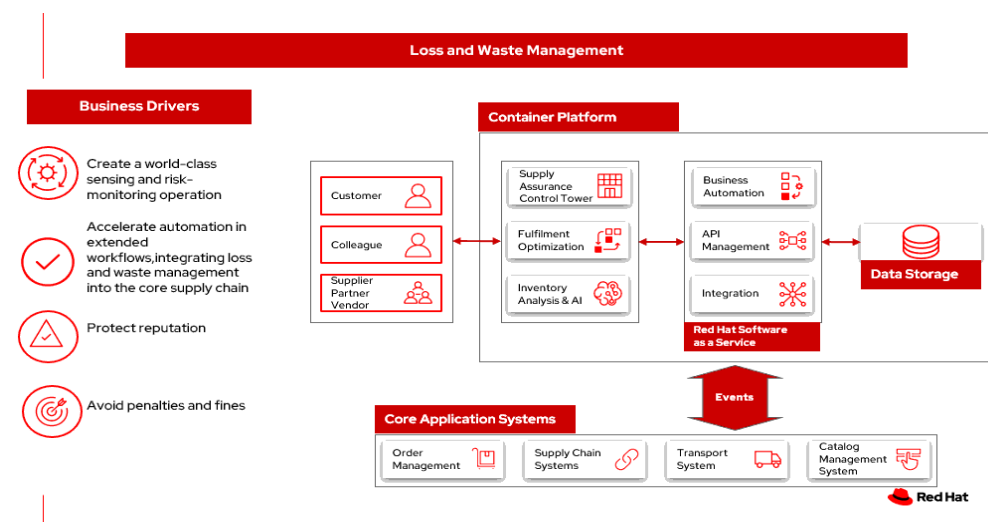 Loss and Waste Management
Business Drivers
Create a world-class
sensing and risk-
monitoring operation
Accelerate automation in
extended
workflows,integrating loss
and waste management
into the core supply chain
Protect reputation
Avoid penalties and fines
Container Platform
Customer
Colleague
Supplier
Partner
Vendor
Supply
Assurance
Control Tower
Fulfilment
Optimization
Inventory
Analysis & AI
Business
Automation
API
Management
Integration
Red Hat Software
as a Service
Data Storage
Events
Core Application Systems
Order
Management
Supply Chain
Systems
Transport
System
Catalog
Management
System
Red Hat